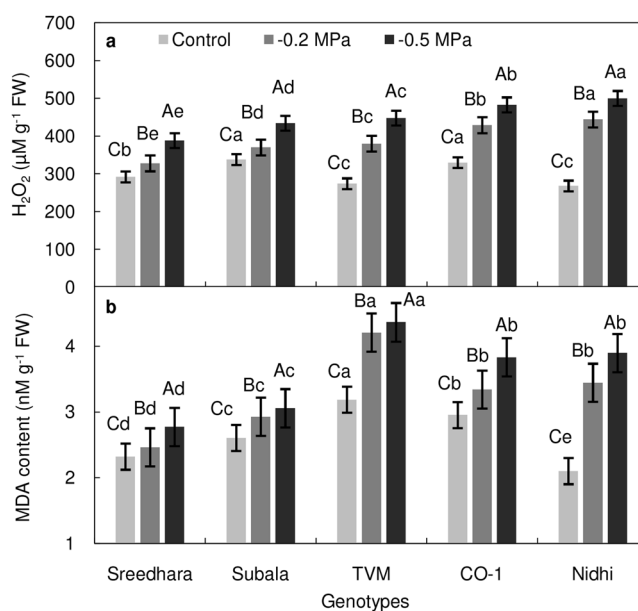 700
a
Control
-0.2 MPa
-0.5 MPa
600
500
400
300
200
100
00
H₂O₂ (µM g⁻¹ FW)
Cb Be Ae
Ca Bd Ad
Cc Bc Ac
Ca Bb Ab
Cc Ba Aa
b
4
3
2
1
MDA content (nM g⁻¹ FW)
Cd Bd Ad
Cc Bc Ac
Ca Ba Aa
Cb Bb Ab
Ce Bb Ab
Sreedhara Subala TVM CO-1 Nidhi
Genotypes